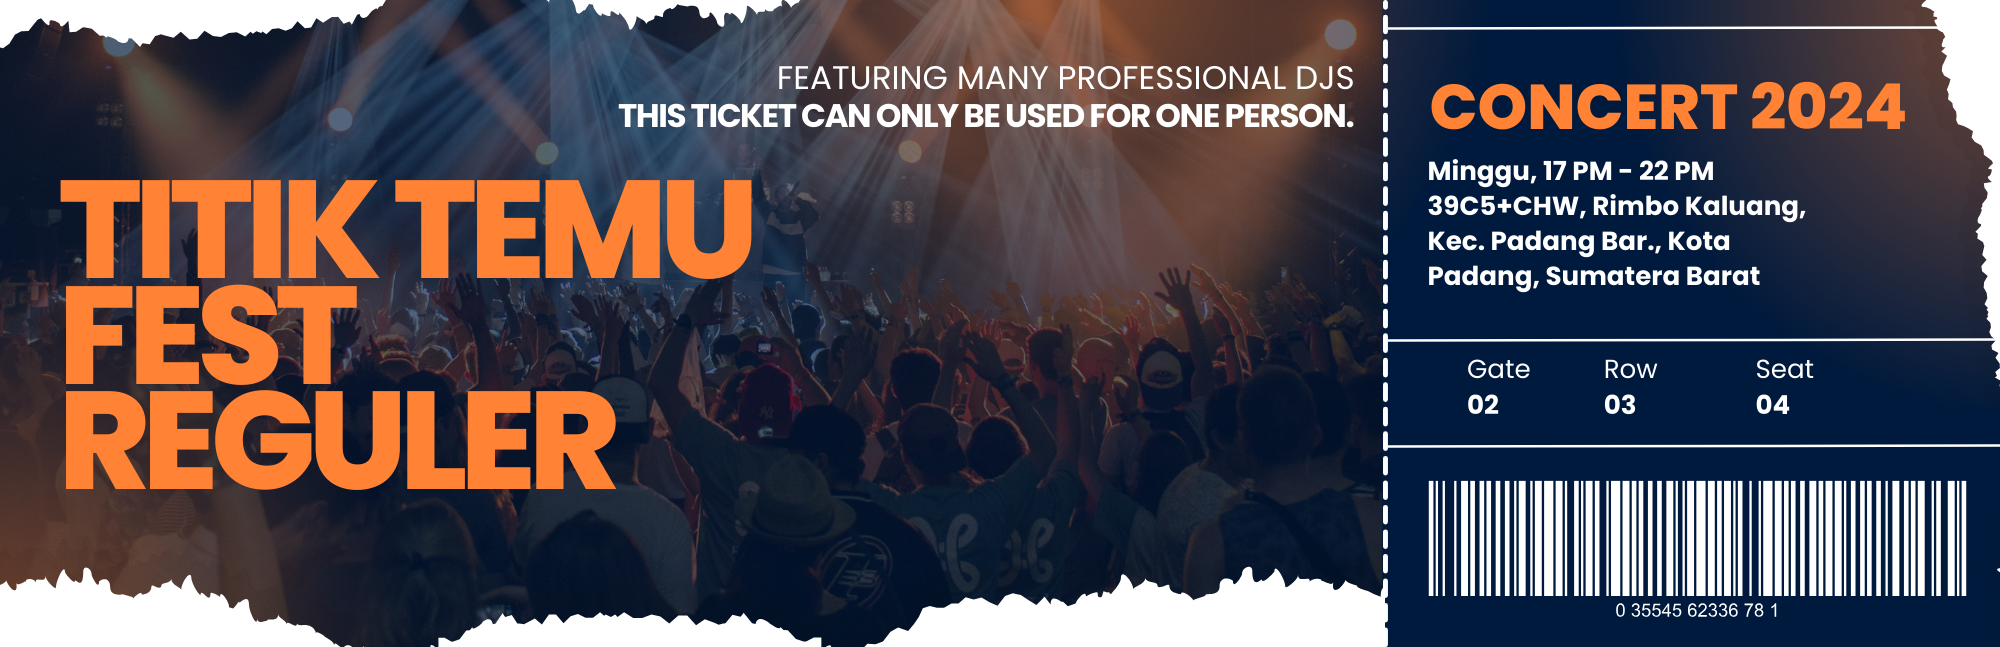 FEATURING MANY PROFESSIONAL DJS
THIS TICKET CAN ONLY BE USED FOR ONE PERSON.
TITIK TEMU
FEST
REGULER
CONCERT 2024
Minggu, 17 PM - 22 PM
39C5+CHW, Rimbo Kaluang,
Kec. Padang Bar., Kota
Padang, Sumatera Barat
Gate Row Seat
02 03 04
0 35545 62336 78 1